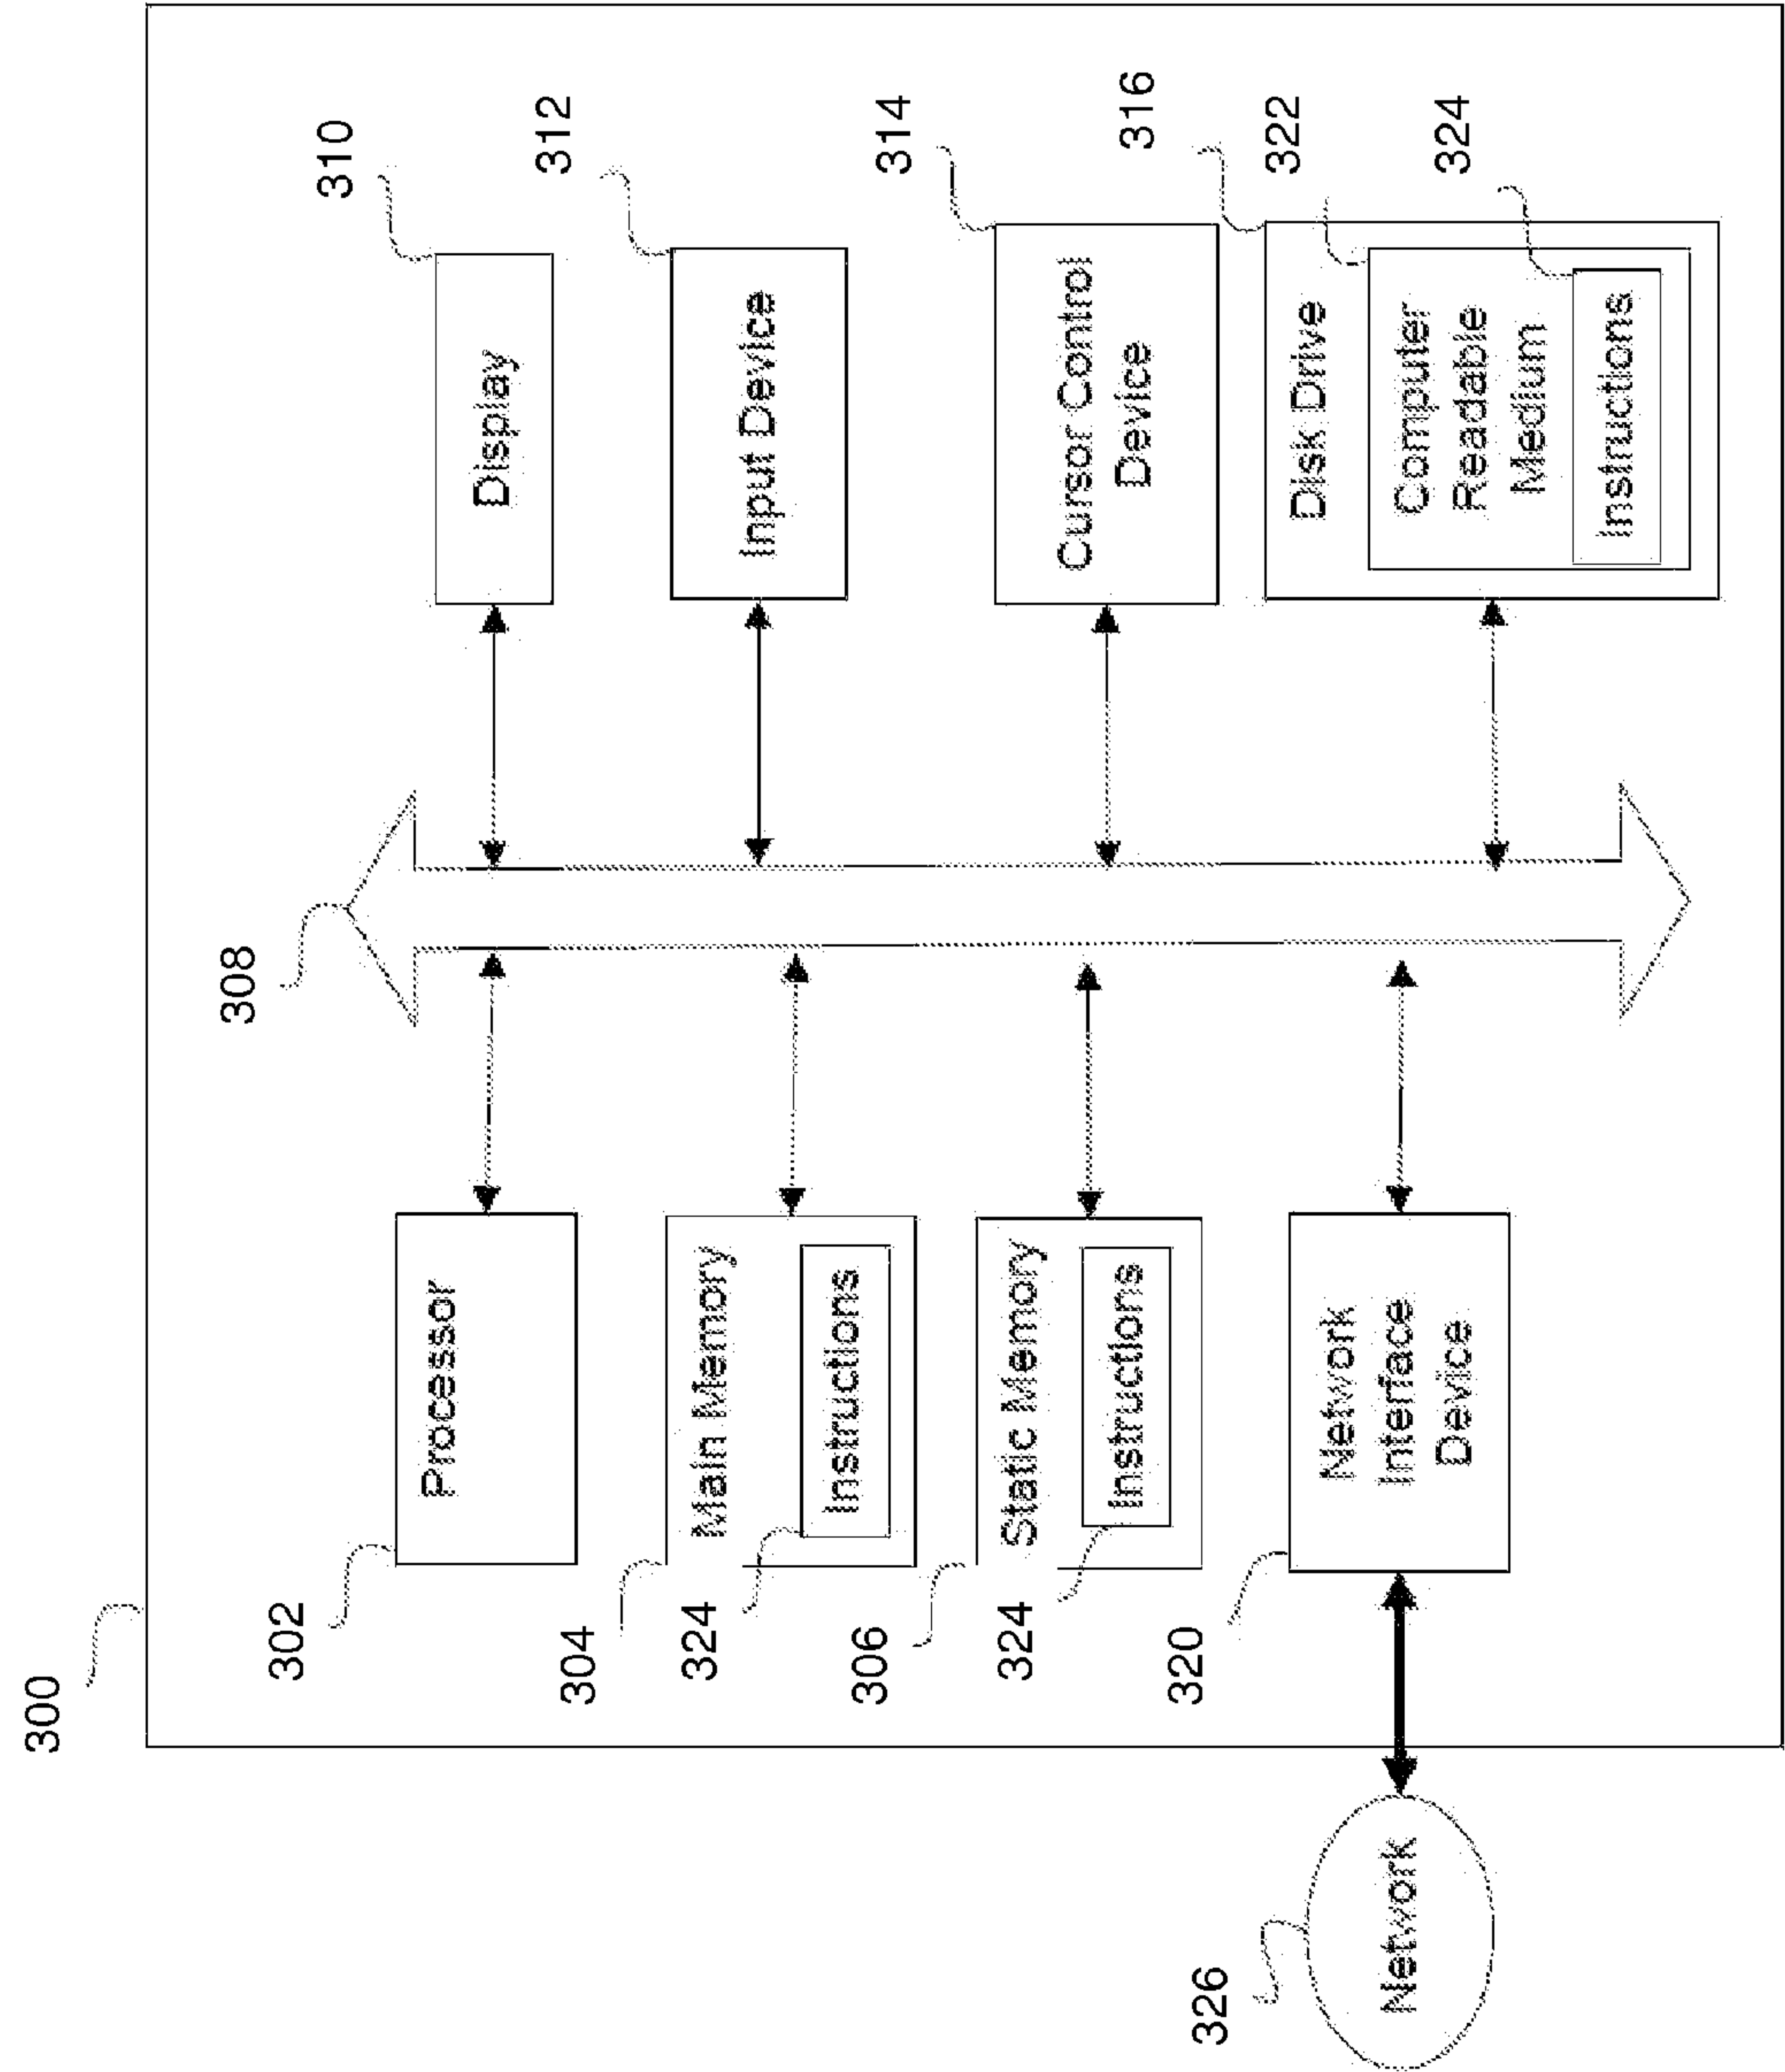 300
302
Processor
304
Main Memory
324
Instructions
306
Static Memory
324
Instructions
320
Network
Interface
Device
326
Network
308
310
Display
312
Input Device
314
Cursor Control
Device
316
Disk Drive
322
Computer
Readable
Medium
324
Instructions